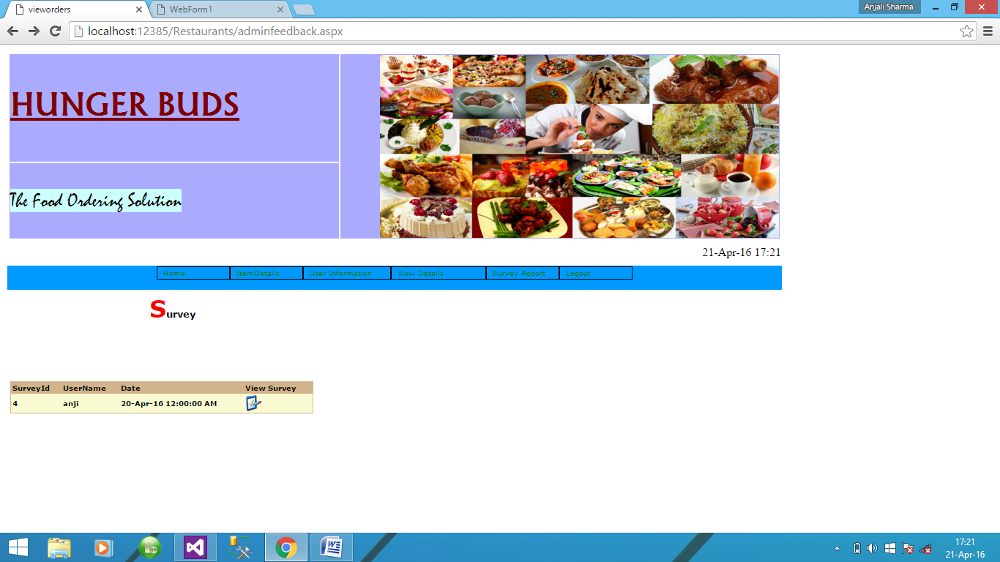 vieworders
WebForm1
Anjali Sharma
localhost:12385/Restaurants/adminfeedback.aspx
HUNGER BUDS
The Food Ordering Solution
21-Apr-16 17:21
Home ItemDetails User Information View Details Survey Report Logout
Survey
SurveyId UserName Date View Survey
4 anji 20-Apr-16 12:00:00 AM
17:21
21-Apr-16